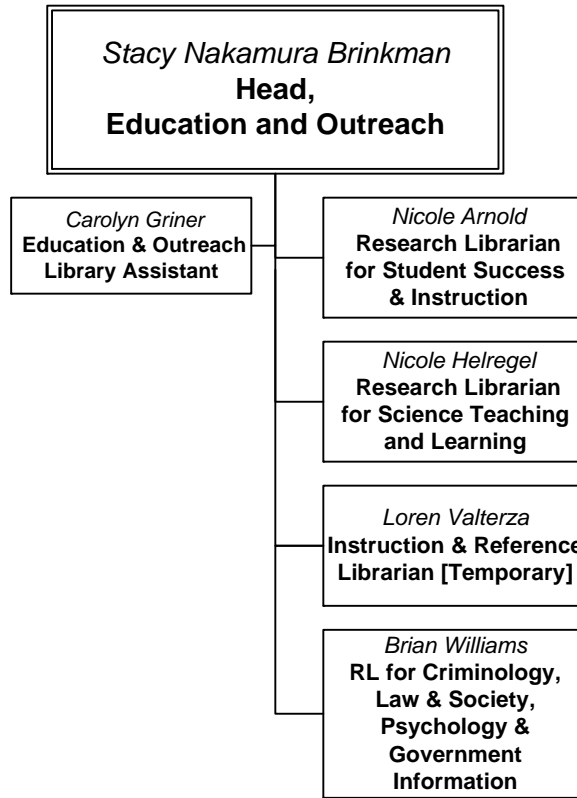 Stacy Nakamura Brinkman
Head,
Education and Outreach
Carolyn Griner
Education & Outreach
Library Assistant
Nicole Arnold
Research Librarian
for Student Success
& Instruction
Nicole Helregel
Research Librarian
for Science Teaching
and Learning
Loren Valterza
Instruction & Reference
Librarian [Temporary]
Brian Williams
RL for Criminology,
Law & Society,
Psychology &
Government
Information